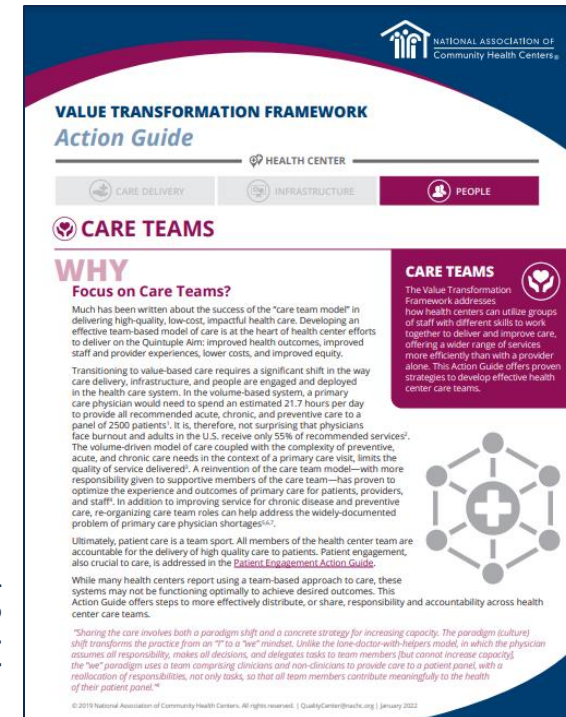 NATIONAL ASSOCIATION OF
Community Health Centers®
VALUE TRANSFORMATION FRAMEWORK
Action Guide
HEALTH CENTER
CARE DELIVERY
INFRASTRUCTURE
PEOPLE
CARE TEAMS
WHY
Focus on Care Teams?
Much has been written about the success of the “care team model” in
delivering high-quality, low-cost, impactful health care. Developing an
effective team-based model of care is at the heart of health center efforts
to deliver on the Quintuple Aim: improved health outcomes, improved
staff and provider experiences, lower costs, and improved equity.
Transitioning to value-based care requires a significant shift in the way
care delivery, infrastructure, and people are engaged and deployed
in the health care system. In the volume-based system, a primary
care physician would need to spend an estimated 21.7 hours per day
to provide all recommended acute, chronic, and preventive care to a
panel of 2500 patients¹. It is, therefore, not surprising that physicians
face burnout and adults in the U.S. receive only 55% of recommended services².
The volume-driven model of care coupled with the complexity of preventive,
acute, and chronic care needs in the context of a primary care visit, limits the
quality of service delivered³. A reinvention of the care team model—with more
responsibility given to supportive members of the care team—has proven to
optimize the experience and outcomes of primary care for patients, providers,
and staff⁴. In addition to improving service for chronic disease and preventive
care, re-organizing care team roles can help address the widely-documented
problem of primary care physician shortages⁵,⁶,⁷.
Ultimately, patient care is a team sport. All members of the health center team are
accountable for the delivery of high quality care to patients. Patient engagement,
also crucial to care, is addressed in the Patient Engagement Action Guide.
While many health centers report using a team-based approach to care, these
systems may not be functioning optimally to achieve desired outcomes. This
Action Guide offers steps to more effectively distribute, or share, responsibility and accountability across health
center care teams.
“Sharing the care involves both a paradigm shift and a concrete strategy for increasing capacity. The paradigm (culture)
shift transforms the practice from an “I” to a “we” mindset. Unlike the lone-doctor-with-helpers model, in which the physician
assumes all responsibility, makes all decisions, and delegates tasks to team members [but cannot increase capacity],
the “we” paradigm uses a team comprising clinicians and non-clinicians to provide care to a patient panel, with a
reallocation of responsibilities, not only tasks, so that all team members contribute meaningfully to the health
of their patient panel.”⁸
CARE TEAMS
The Value Transformation
Framework addresses
how health centers can utilize groups
of staff with different skills to work
together to deliver and improve care,
offering a wider range of services
more efficiently than with a provider
alone. This Action Guide offers proven
strategies to develop effective health
center care teams.
© 2019 National Association of Community Health Centers. All rights reserved. | QualityCenter@nachc.org | January 2022